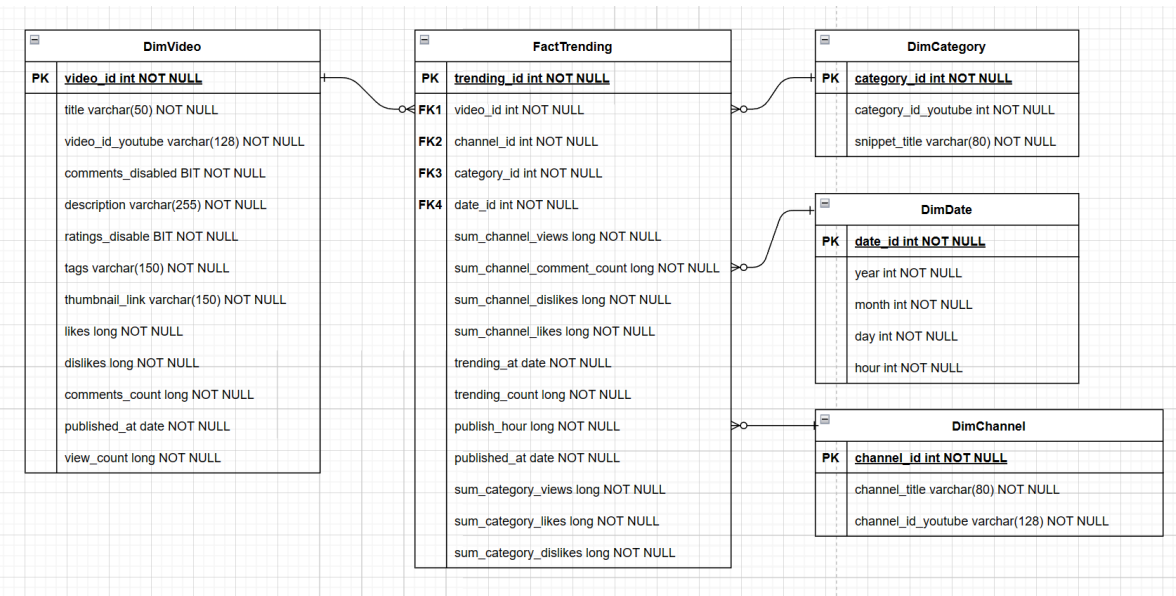 DimVideo
PK video_id int NOT NULL
title varchar(50) NOT NULL
video_id_youtube varchar(128) NOT NULL
comments_disabled BIT NOT NULL
description varchar(255) NOT NULL
ratings_disable BIT NOT NULL
tags varchar(150) NOT NULL
thumbnail_link varchar(150) NOT NULL
likes long NOT NULL
dislikes long NOT NULL
comments_count long NOT NULL
published_at date NOT NULL
view_count long NOT NULL
FactTrending
PK trending_id int NOT NULL
FK1 video_id int NOT NULL
FK2 channel_id int NOT NULL
FK3 category_id int NOT NULL
FK4 date_id int NOT NULL
sum_channel_views long NOT NULL
sum_channel_comment_count long NOT NULL
sum_channel_dislikes long NOT NULL
sum_channel_likes long NOT NULL
trending_at date NOT NULL
trending_count long NOT NULL
publish_hour long NOT NULL
published_at date NOT NULL
sum_category_views long NOT NULL
sum_category_likes long NOT NULL
sum_category_dislikes long NOT NULL
DimCategory
PK category_id int NOT NULL
category_id_youtube int NOT NULL
snippet_title varchar(80) NOT NULL
DimDate
PK date_id int NOT NULL
year int NOT NULL
month int NOT NULL
day int NOT NULL
hour int NOT NULL
DimChannel
PK channel_id int NOT NULL
channel_title varchar(80) NOT NULL
channel_id_youtube varchar(128) NOT NULL